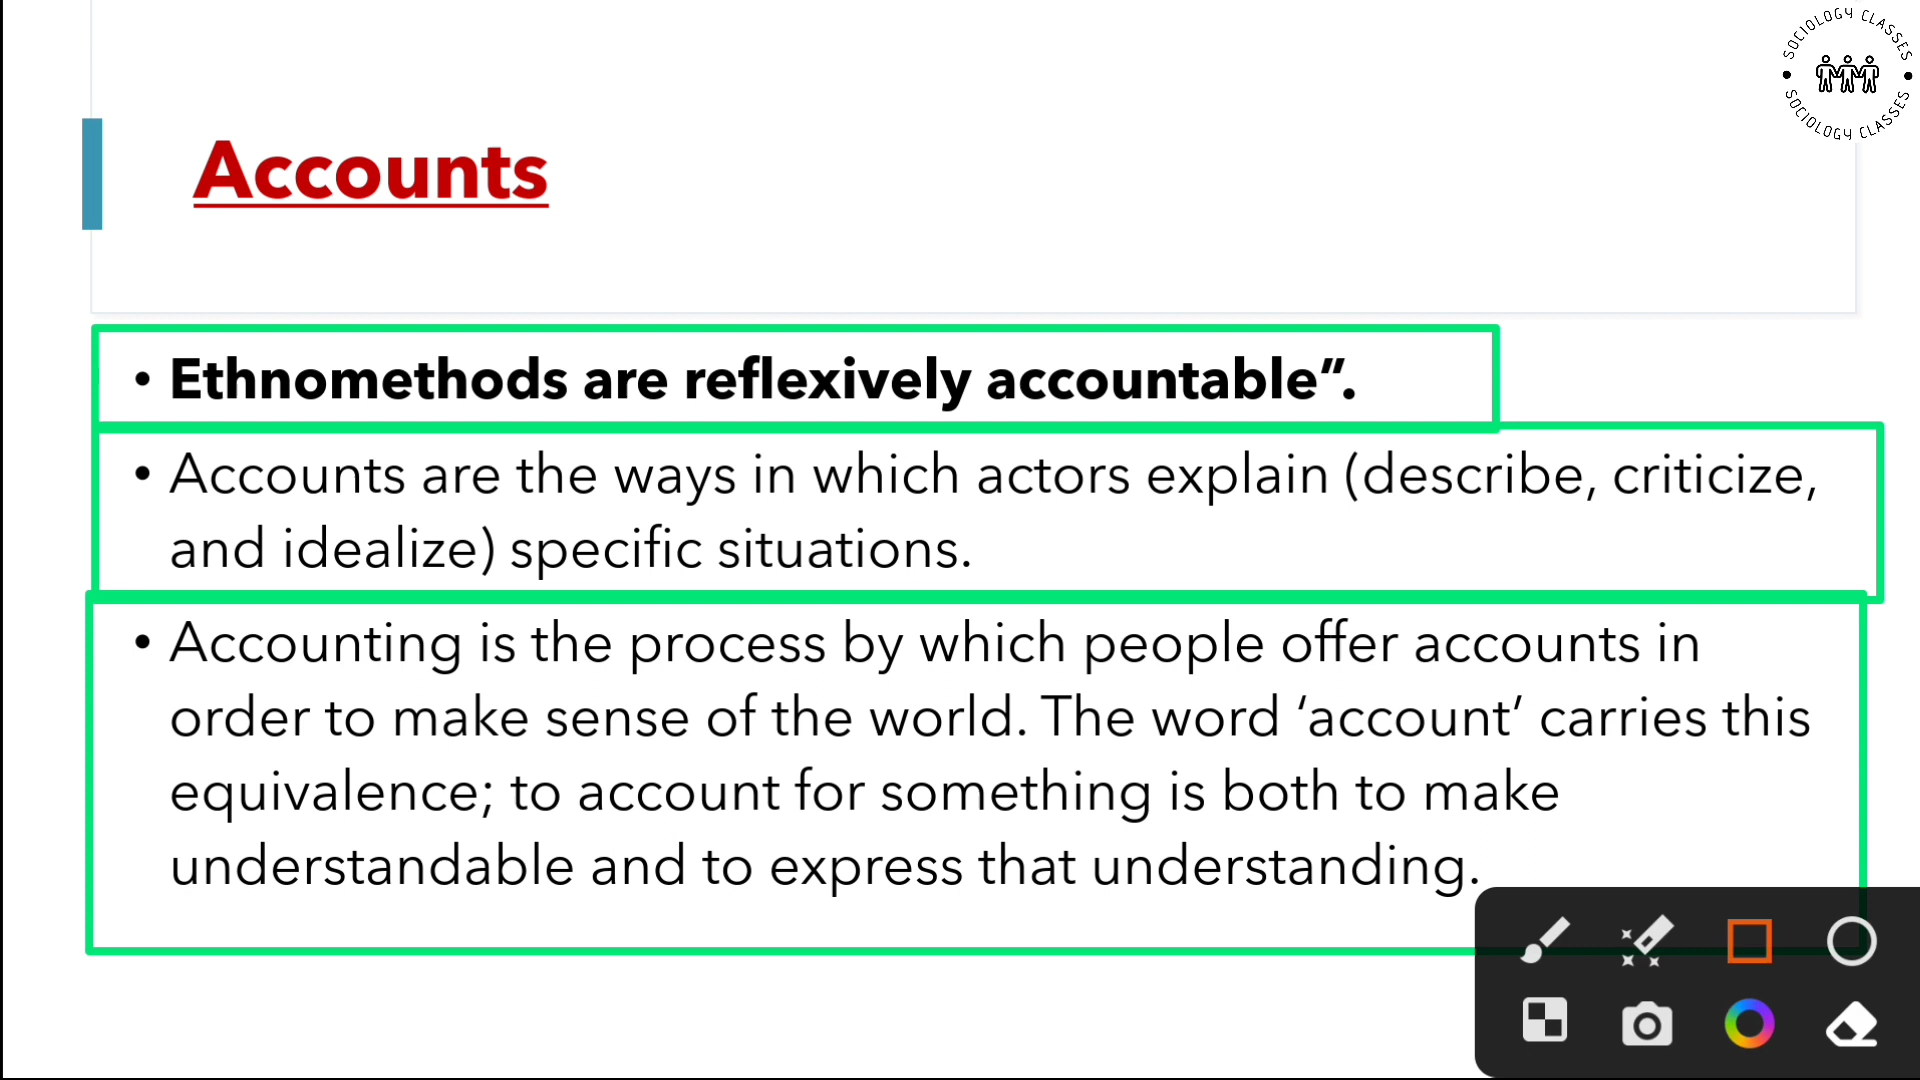 SOCIOLOGY CLASSES
SOCIOLOGY CLASSES
Accounts
• Ethnomethods are reflexively accountable”.
• Accounts are the ways in which actors explain (describe, criticize,
and idealize) specific situations.
• Accounting is the process by which people offer accounts in
order to make sense of the world. The word ‘account’ carries this
equivalence; to account for something is both to make
understandable and to express that understanding.